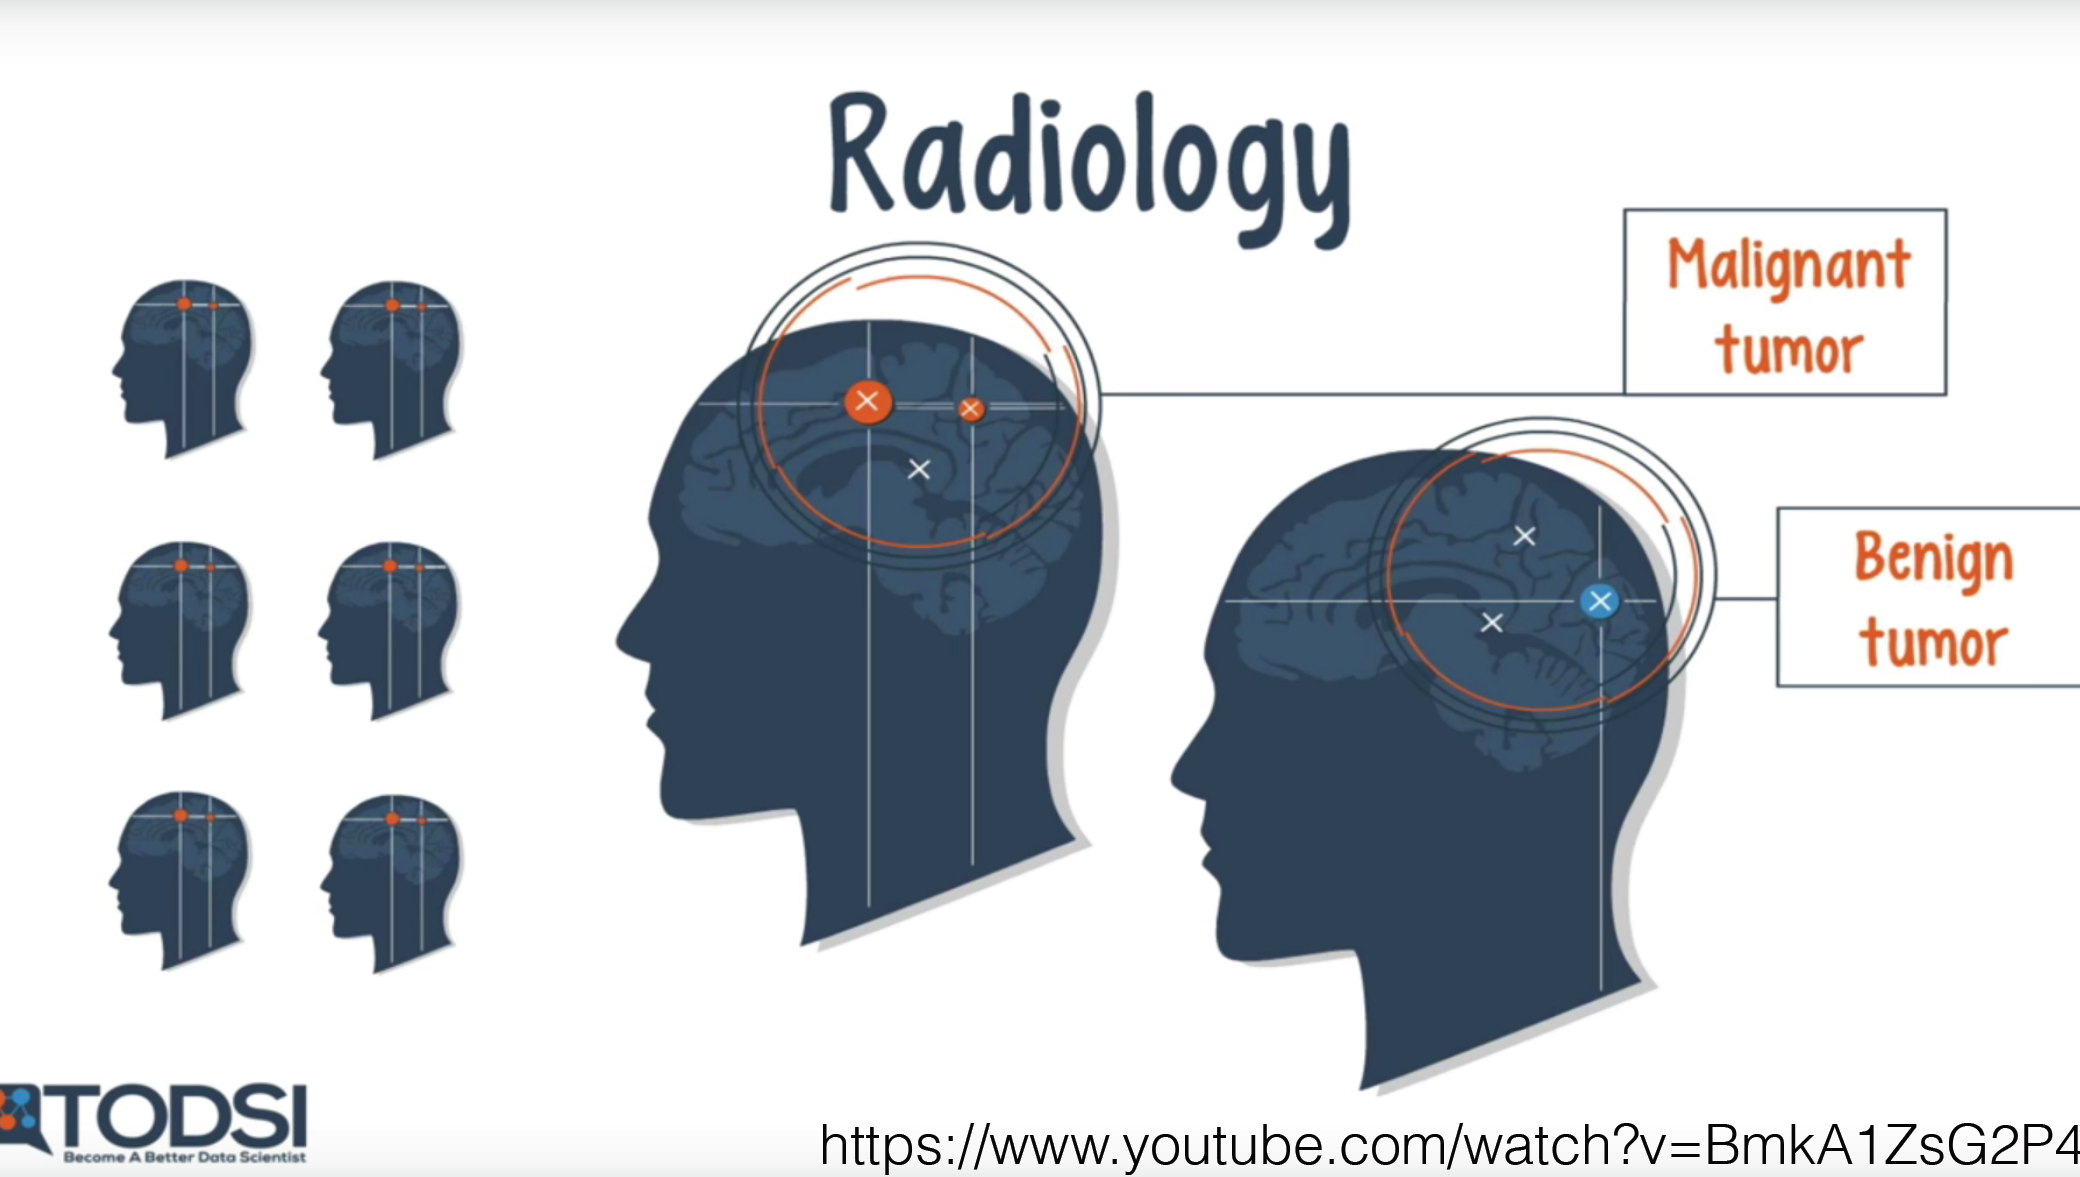 Radiology
Malignant
tumor
Benign
tumor
TODSI
Become A Better Data Scientist
https://www.youtube.com/watch?v=BmkA1ZsG2P4